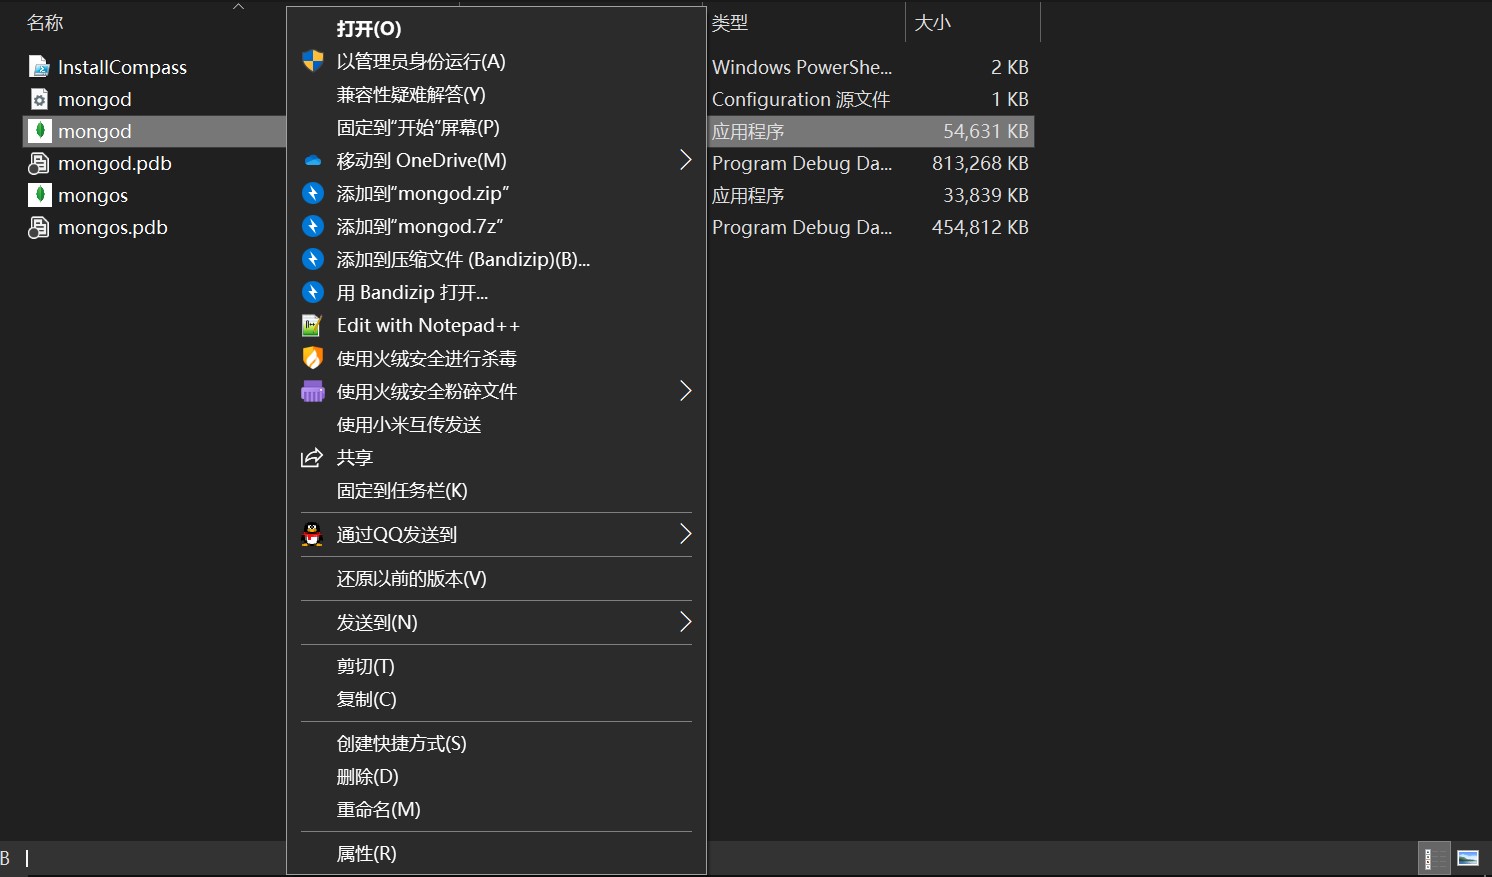 名称
类型
大小
InstallCompass
Windows PowerShe...
2 KB
mongod
Configuration 源文件
1 KB
mongod
应用程序
54,631 KB
mongod.pdb
Program Debug Da...
813,268 KB
mongos
应用程序
33,839 KB
mongos.pdb
Program Debug Da...
454,812 KB
打开(O)
以管理员身份运行(A)
兼容性疑难解答(Y)
固定到"开始"屏幕(P)
移动到 OneDrive(M)
添加到"mongod.zip"
添加到"mongod.7z"
添加到压缩文件 (Bandizip)(B)...
用 Bandizip 打开...
Edit with Notepad++
使用火绒安全进行杀毒
使用火绒安全粉碎文件
使用小米互传发送
共享
固定到任务栏(K)
通过QQ发送到
还原以前的版本(V)
发送到(N)
剪切(T)
复制(C)
创建快捷方式(S)
删除(D)
重命名(M)
属性(R)
B